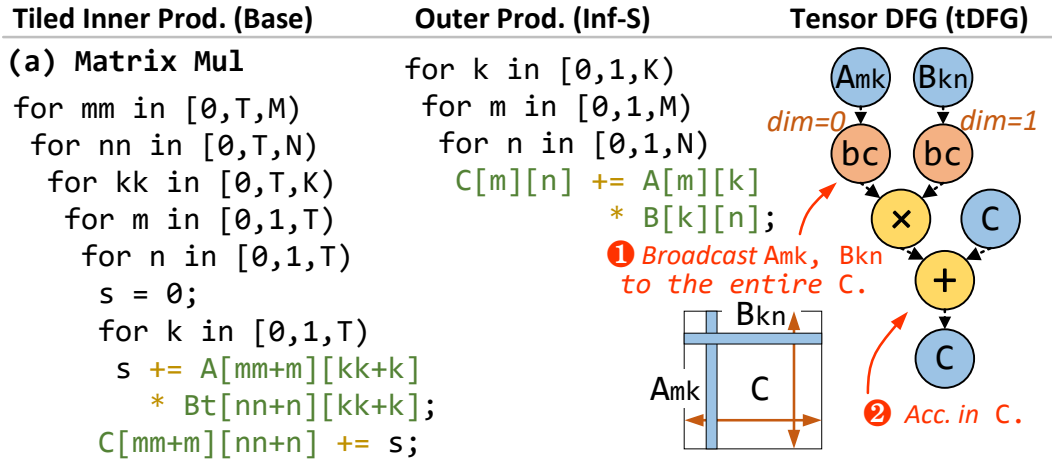 Tiled Inner Prod. (Base)
Outer Prod. (Inf-S)
Tensor DFG (tDFG)
(a) Matrix Mul
for mm in [0,T,M)
for nn in [0,T,N)
for kk in [0,T,K)
for m in [0,1,T)
for n in [0,1,T)
s = 0;
for k in [0,1,T)
s += A[mm+m][kk+k]
* Bt[nn+n][kk+k];
C[mm+m][nn+n] += s;
for k in [0,1,K)
for m in [0,1,M)
for n in [0,1,N)
C[m][n] += A[m][k]
* B[k][n];
❶ Broadcast Amk, Bkn
to the entire C.
Bkn
Amk
C
Amk
Bkn
dim=0
dim=1
bc
bc
×
C
+
C
❷ Acc. in C.